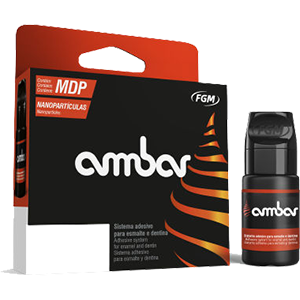 Contém
Contains
Contiene
MDP
NANOPARTÍCULAS
Nanoparticles
FGM
ambar
Sistema adesivo
para esmalte e dentina
Adhesive system
for enamel and dentin
Sistema adhesivo
para esmalte y dentina
FGM
ambar